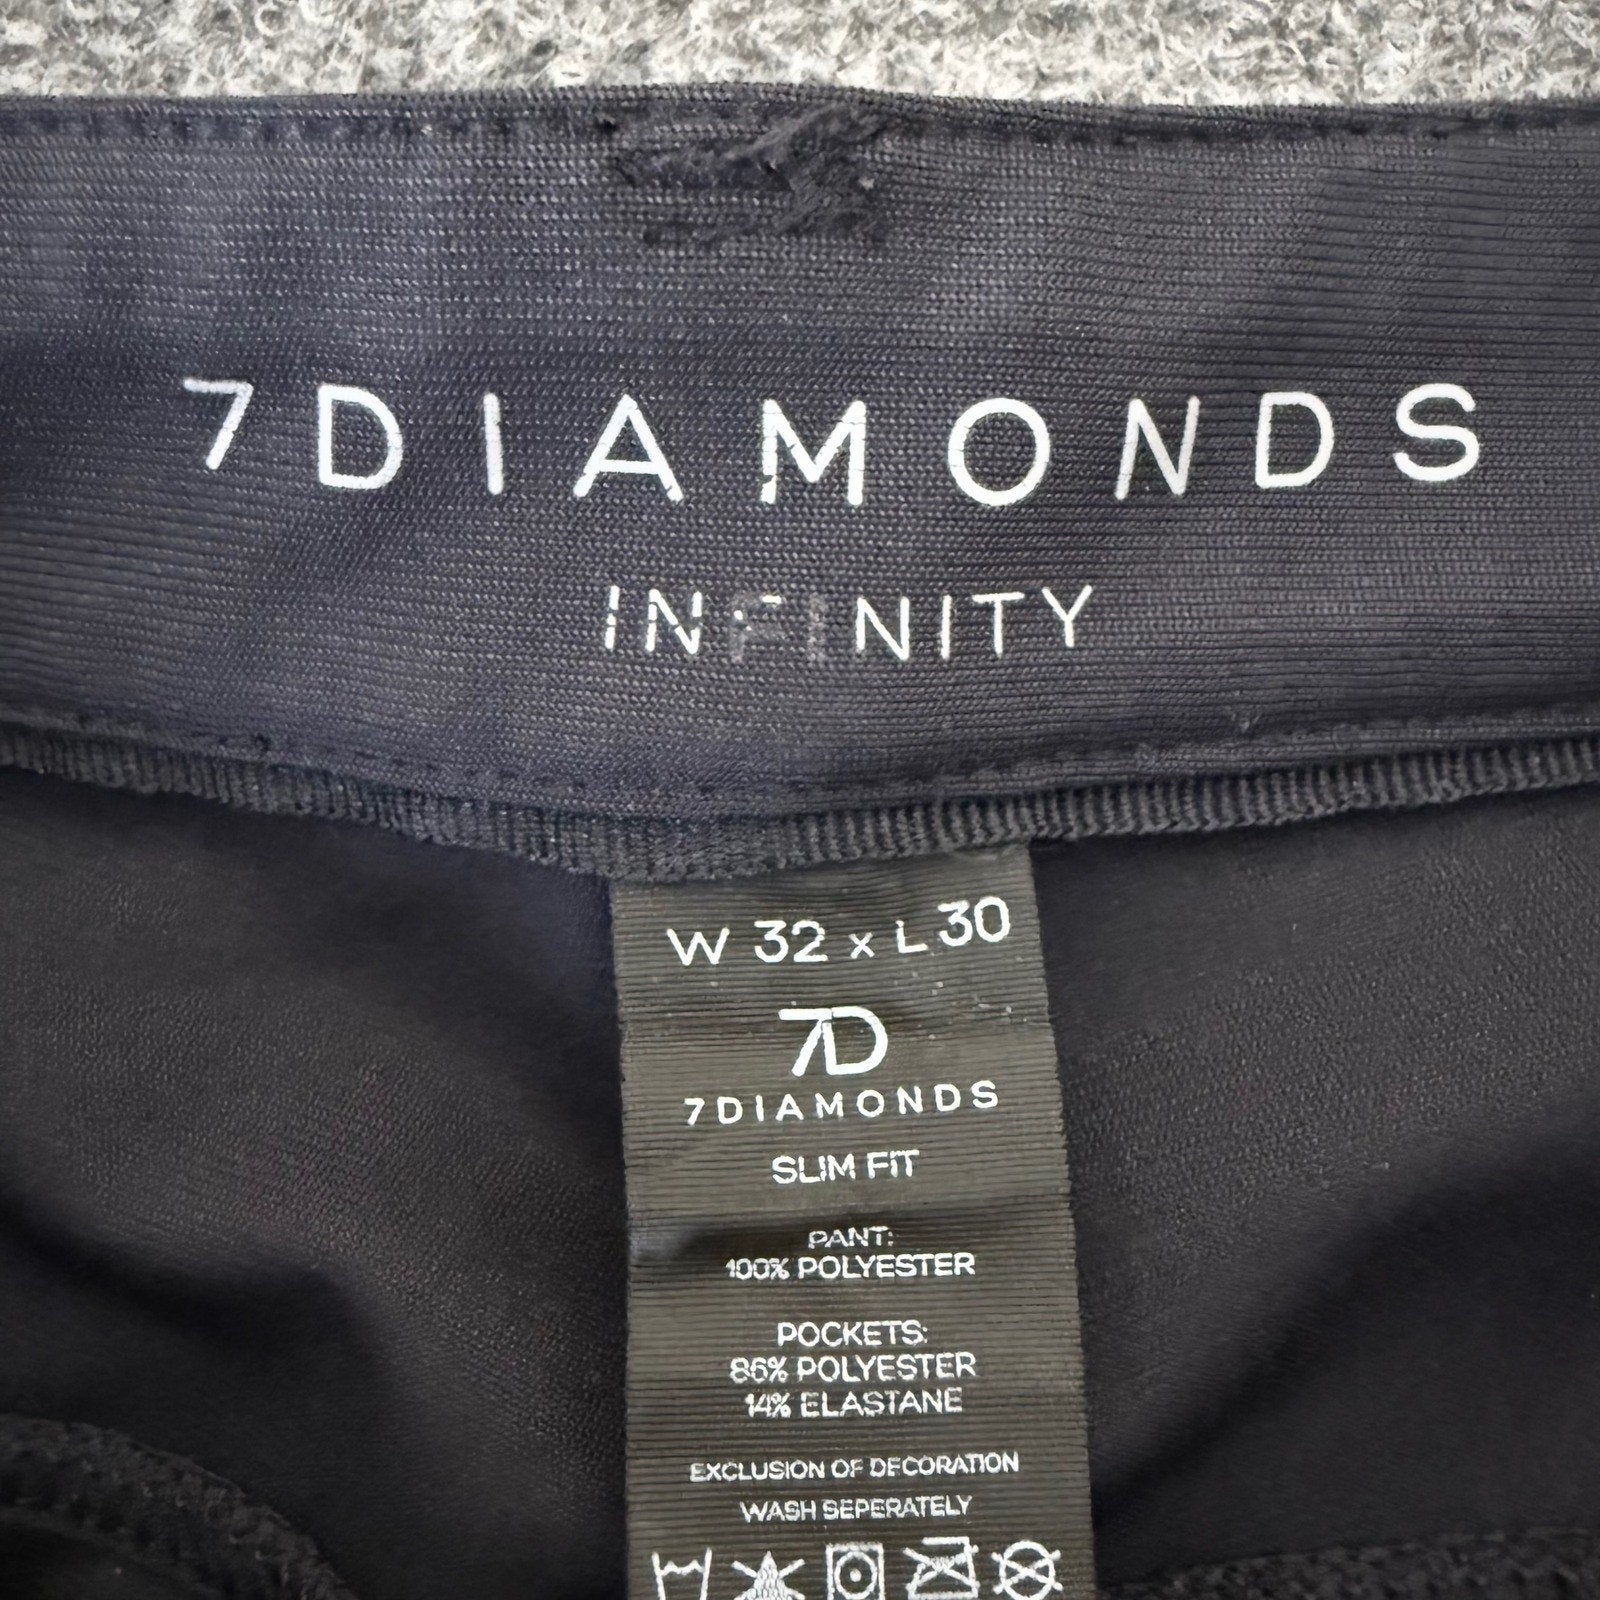 7DIAMONDS
INFINITY
W 32 x L 30
7D
7DIAMONDS
SLIM FIT
PANT:
100% POLYESTER
POCKETS:
86% POLYESTER
14% ELASTANE
EXCLUSION OF DECORATION
WASH SEPERATELY